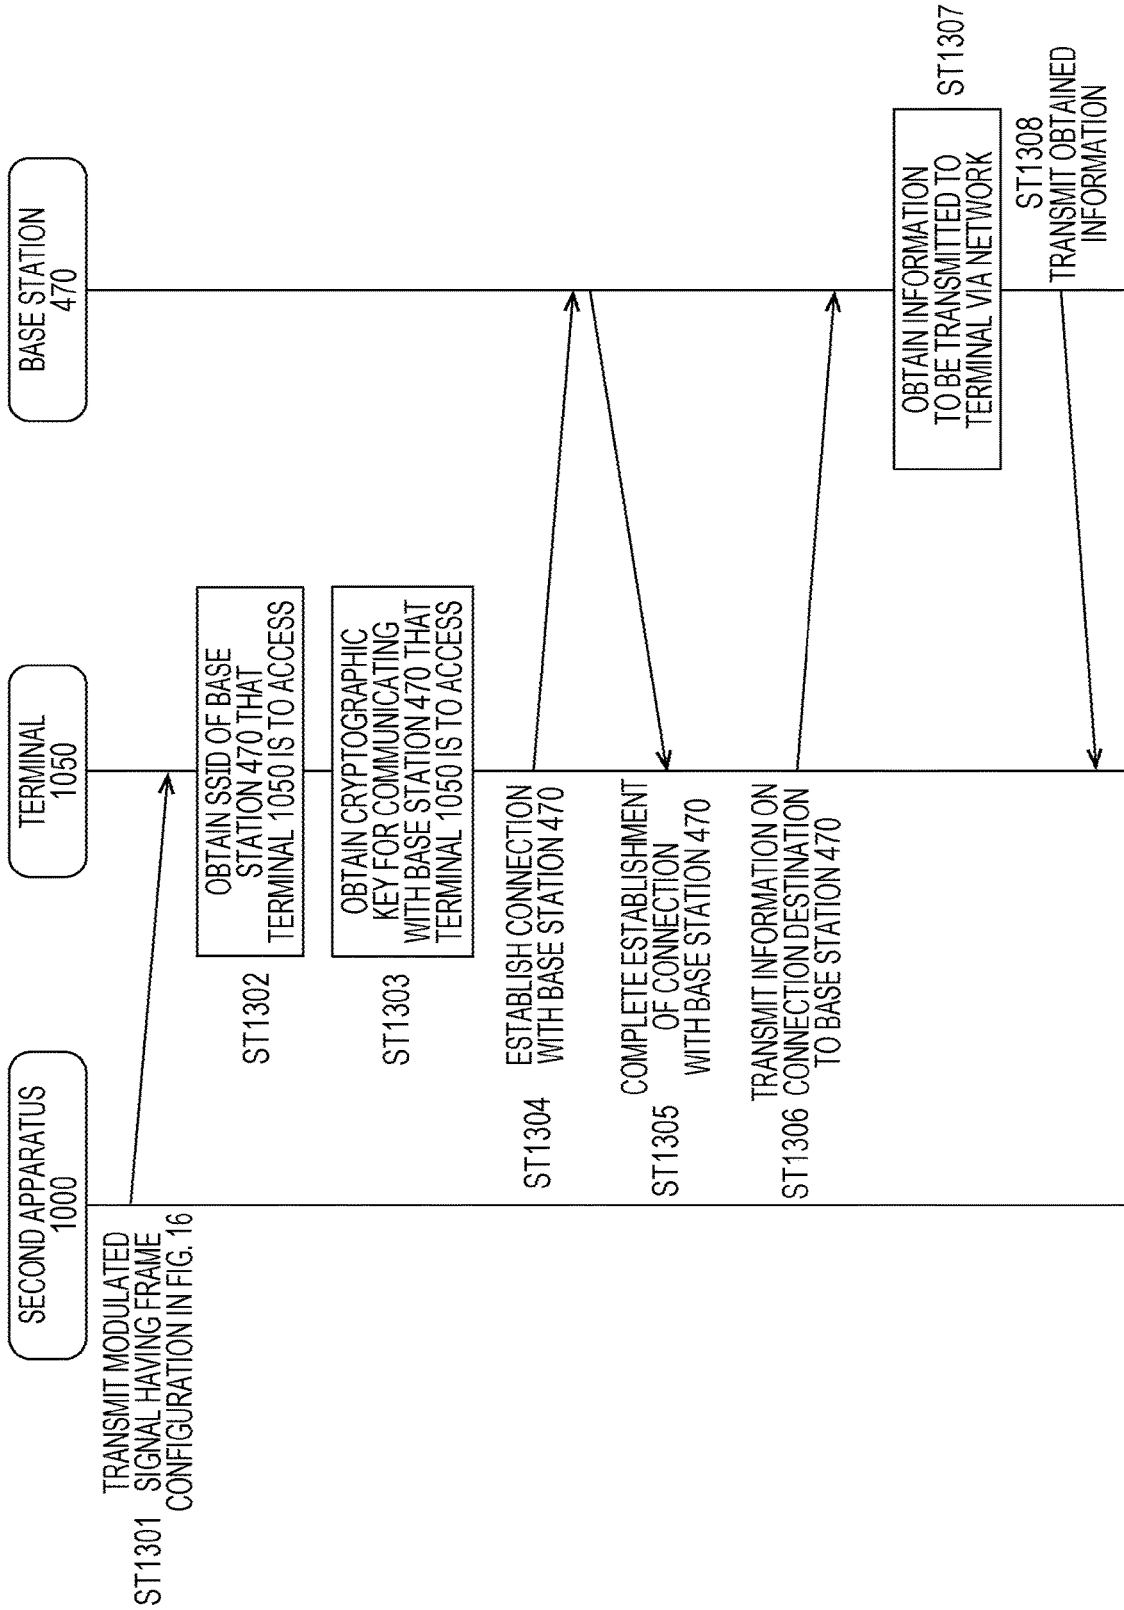 SECOND APPARATUS
1000
TERMINAL
1050
BASE STATION
470
TRANSMIT MODULATED
ST1301 SIGNAL HAVING FRAME
CONFIGURATION IN FIG. 16
OBTAIN SSID OF BASE
STATION 470 THAT
TERMINAL 1050 IS TO ACCESS
ST1302
OBTAIN CRYPTOGRAPHIC
KEY FOR COMMUNICATING
WITH BASE STATION 470 THAT
TERMINAL 1050 IS TO ACCESS
ST1303
ESTABLISH CONNECTION
ST1304 WITH BASE STATION 470
COMPLETE ESTABLISHMENT
ST1305 OF CONNECTION
WITH BASE STATION 470
TRANSMIT INFORMATION ON
ST1306 CONNECTION DESTINATION
TO BASE STATION 470
OBTAIN INFORMATION
TO BE TRANSMITTED TO
TERMINAL VIA NETWORK
ST1307
ST1308
TRANSMIT OBTAINED
INFORMATION